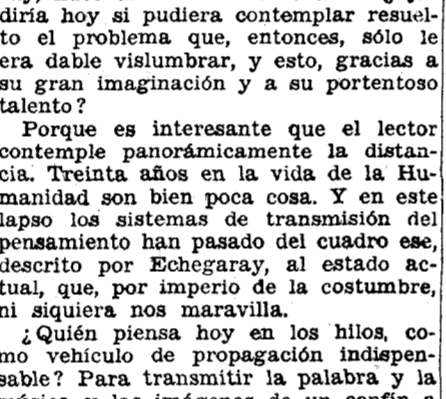 diría hoy si pudiera contemplar resuel-
to el problema que, entonces, sólo le
era dable vislumbrar, y esto, gracias a
su gran imaginación y a su portentoso
talento?
Porque es interesante que el lector
contemple panorámicamente la distan-
cia. Treinta años en la vida de la Hu-
manidad son bien poca cosa. Y en este
lapso los sistemas de transmisión del
pensamiento han pasado del cuadro ese,
descrito por Echegaray, al estado ac-
tual, que, por imperio de la costumbre,
ni siquiera nos maravilla.
¿Quién piensa hoy en los hilos, co-
mo vehículo de propagación indispen-
sable? Para transmitir la palabra y la